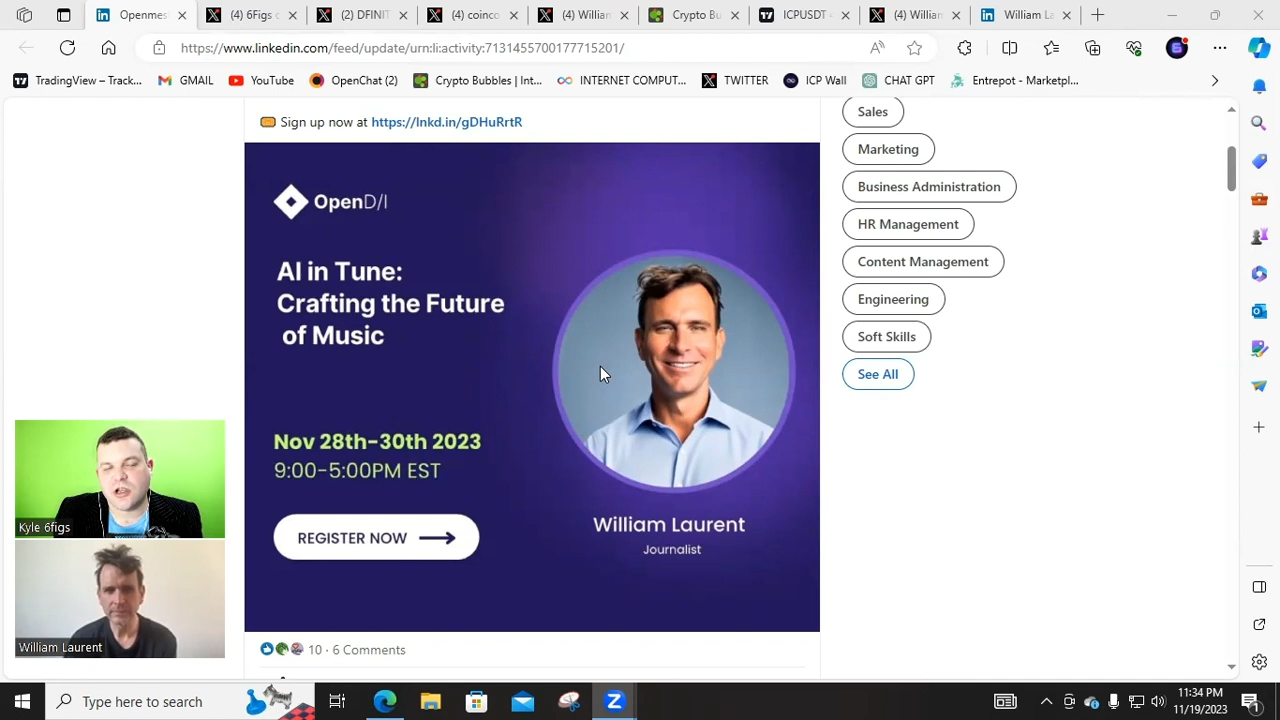 Openmes
(4) 6Figs o
(2) DFINIT
(4) coinco
(4) William
Crypto Bu
ICPUSDT
(4) William
William La
https://www.linkedin.com/feed/update/urn:li:activity:7131455700177715201/
TradingView – Track...
GMAIL
YouTube
OpenChat (2)
Crypto Bubbles | Int...
INTERNET COMPUT...
TWITTER
ICP Wall
CHAT GPT
Entrepot - Marketpl...
Sign up now at https://lnkd.in/gDHuRrtR
OpenD/I
AI in Tune:
Crafting the Future
of Music
Nov 28th-30th 2023
9:00-5:00PM EST
REGISTER NOW
William Laurent
Journalist
10 · 6 Comments
Sales
Marketing
Business Administration
HR Management
Content Management
Engineering
Soft Skills
See All
Kyle 6figs
William Laurent
Type here to search
11:34 PM
11/19/2023